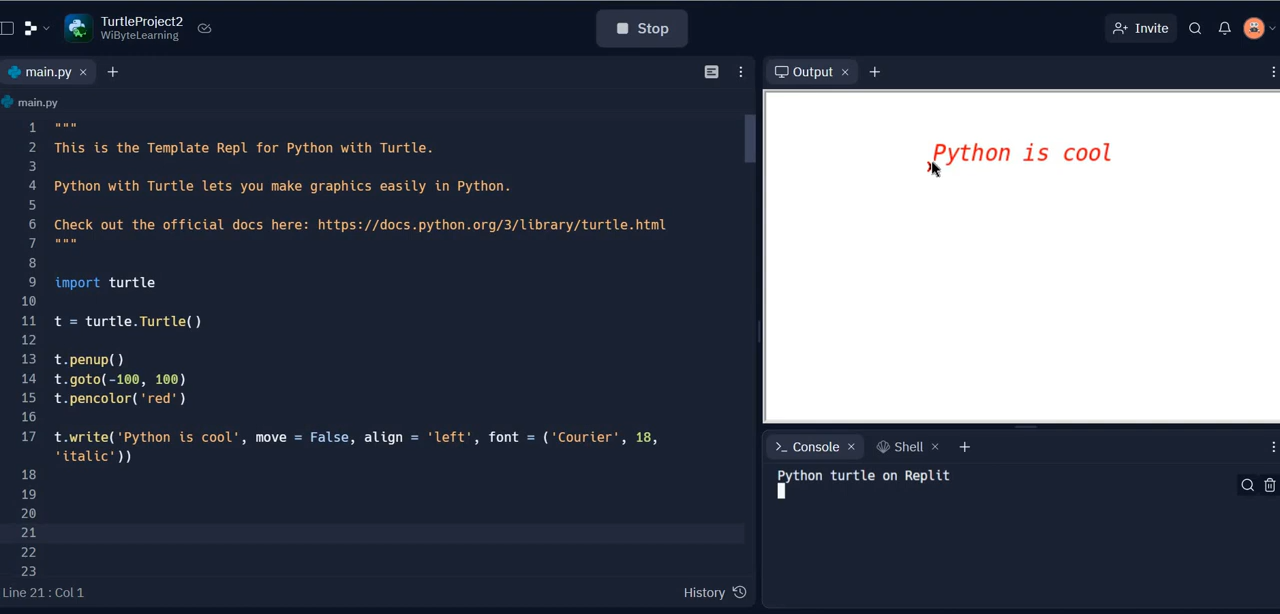 TurtleProject2
WiByteLearning
Stop
Invite
main.py
main.py
1 """
2 This is the Template Repl for Python with Turtle.
3
4 Python with Turtle lets you make graphics easily in Python.
5
6 Check out the official docs here: https://docs.python.org/3/library/turtle.html
7 """
8
9 import turtle
10
11 t = turtle.Turtle()
12
13 t.penup()
14 t.goto(-100, 100)
15 t.pencolor('red')
16
17 t.write('Python is cool', move = False, align = 'left', font = ('Courier', 18,
'italic'))
18
19
20
21
22
23
Line 21 : Col 1
History
Output
Python is cool
Console
Shell
Python turtle on Replit